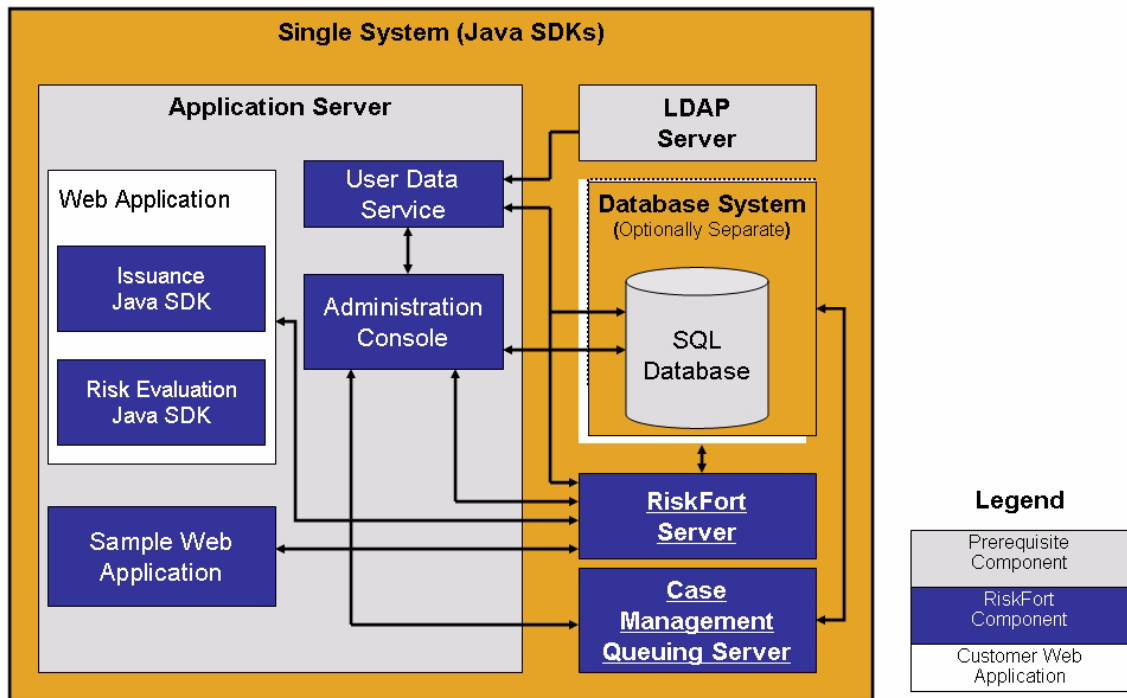 Single System (Java SDKs)
Application Server
Web Application
Issuance
Java SDK
Risk Evaluation
Java SDK
Sample Web
Application
User Data
Service
Administration
Console
LDAP
Server
Database System
(Optionally Separate)
SQL
Database
RiskFort
Server
Case
Management
Queuing Server
Legend
Prerequisite
Component
RiskFort
Component
Customer Web
Application